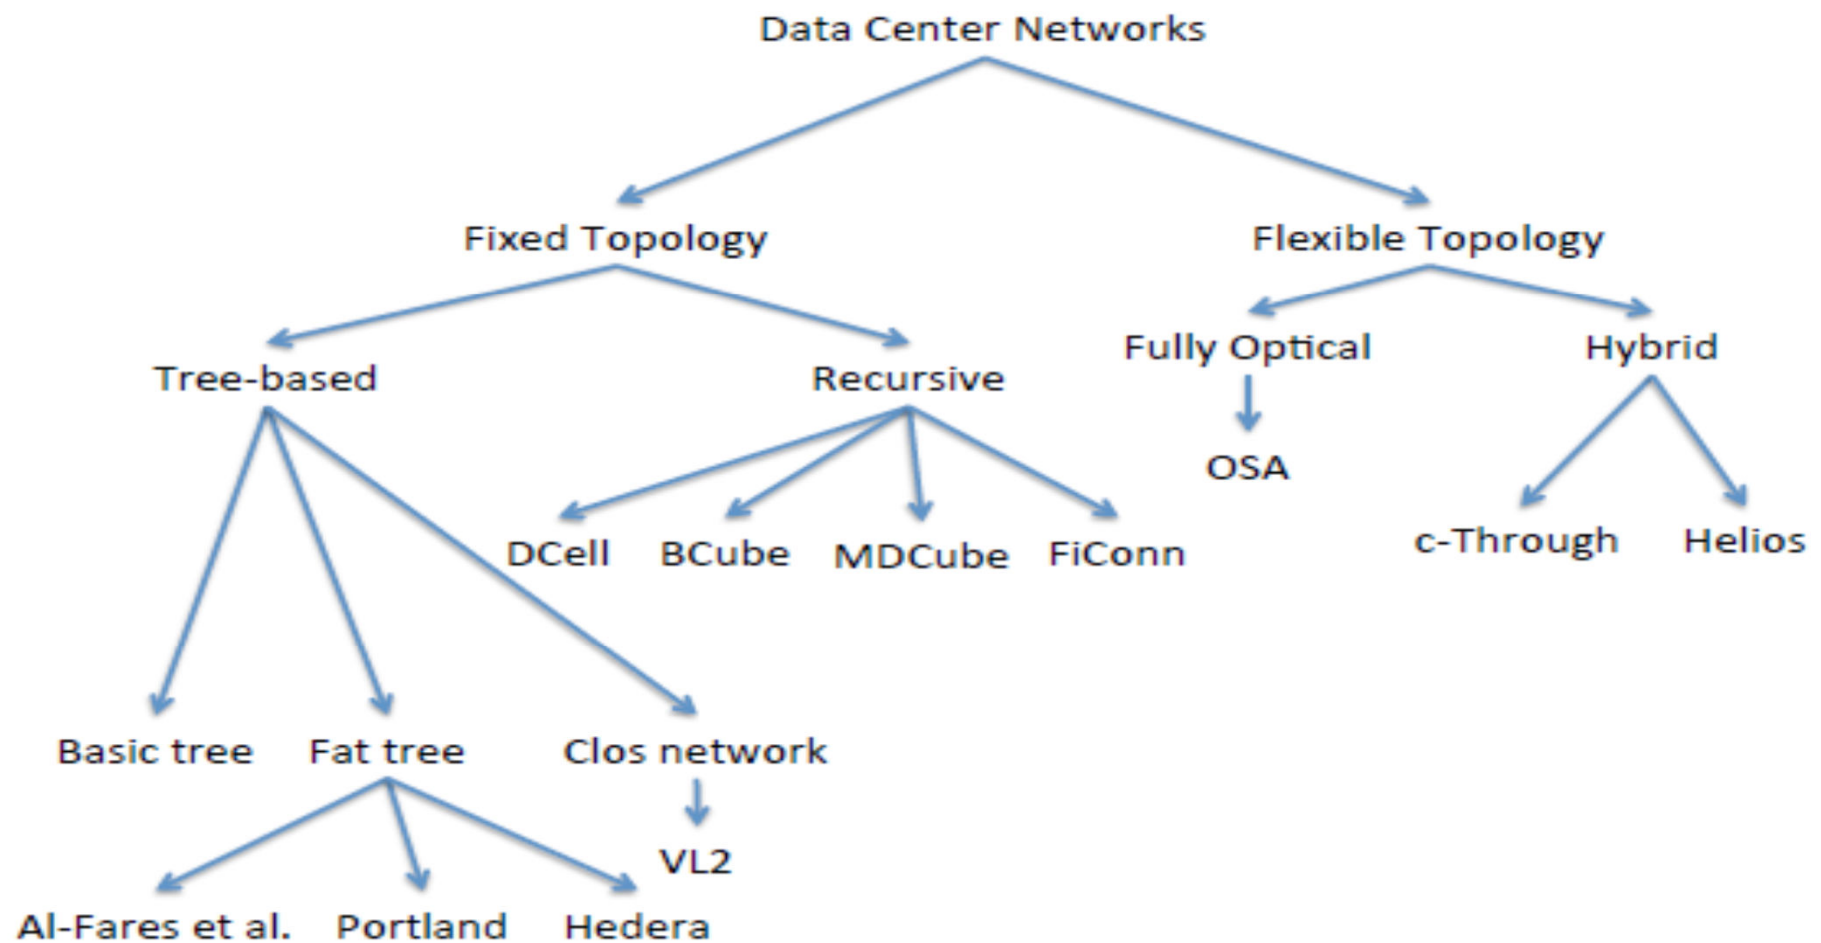 Data Center Networks
Fixed Topology
Flexible Topology
Tree-based
Recursive
Fully Optical
Hybrid
OSA
DCell
BCube
MDCube
FiConn
c-Through
Helios
Basic tree
Fat tree
Clos network
VL2
Al-Fares et al.
Portland
Hedera